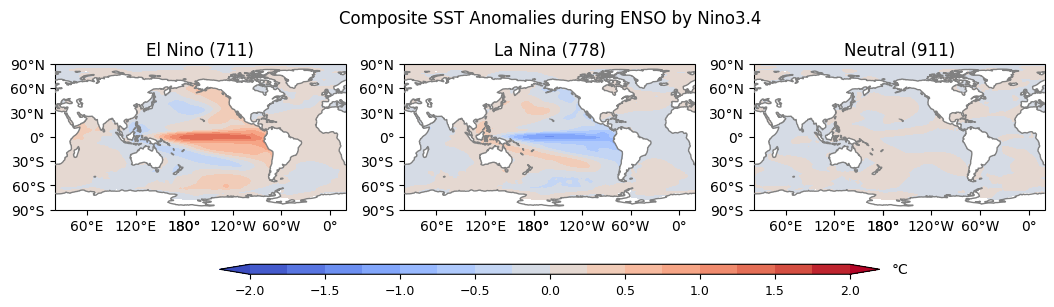 Composite SST Anomalies during ENSO by Nino3.4
El Nino (711)
La Nina (778)
Neutral (911)
90°N
60°N
30°N
0°
30°S
60°S
90°S
60°E 120°E 180° 120°W 60°W 0°
90°N
60°N
30°N
0°
30°S
60°S
90°S
60°E 120°E 180° 120°W 60°W 0°
90°N
60°N
30°N
0°
30°S
60°S
90°S
60°E 120°E 180° 120°W 60°W 0°
°C
−2.0 −1.5 −1.0 −0.5 0.0 0.5 1.0 1.5 2.0